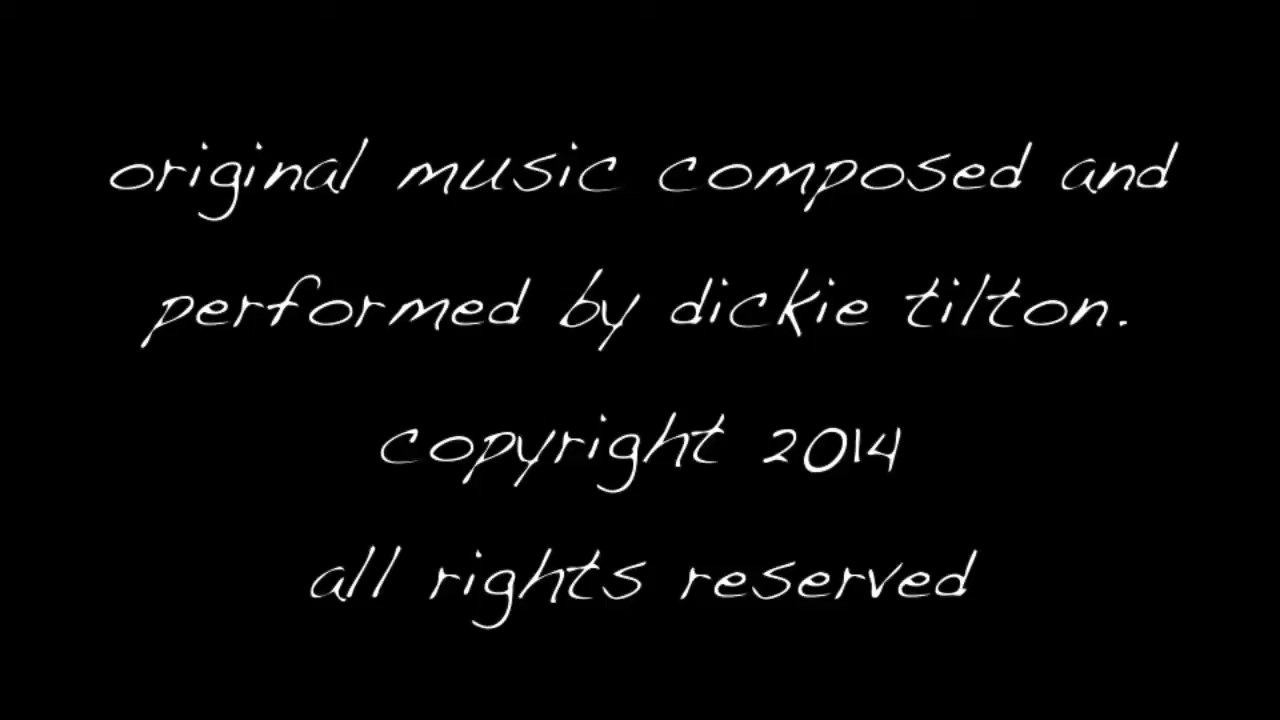 original music composed and
performed by dickie tilton.
copyright 2014
all rights reserved